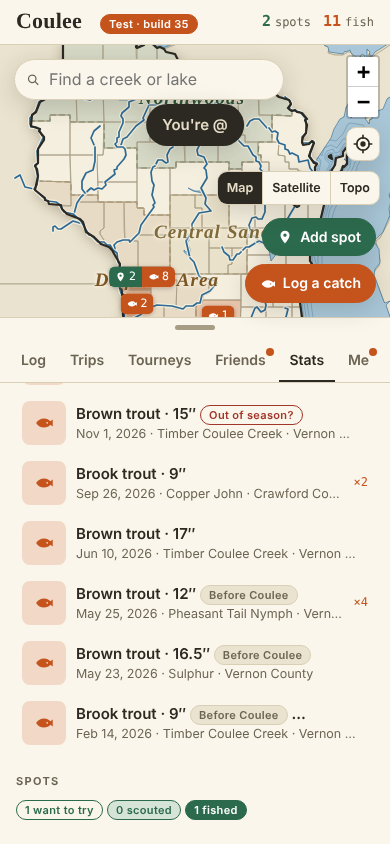 Coulee
Test · build 35
2 spots 11 fish
Find a creek or lake
Northwoods
You're @
+
−
Map Satellite Topo
Central San
Add spot
D Area
2 8
Log a catch
2
1
Log Trips Tourneys Friends Stats Me
Brown trout · 15″ Out of season?
Nov 1, 2026 · Timber Coulee Creek · Vernon ...
Brook trout · 9″
Sep 26, 2026 · Copper John · Crawford Co...
×2
Brown trout · 17″
Jun 10, 2026 · Timber Coulee Creek · Vernon ...
Brown trout · 12″ Before Coulee
May 25, 2026 · Pheasant Tail Nymph · Vern...
×4
Brown trout · 16.5″ Before Coulee
May 23, 2026 · Sulphur · Vernon County
Brook trout · 9″ Before Coulee ...
Feb 14, 2026 · Timber Coulee Creek · Vernon ...
SPOTS
1 want to try 0 scouted 1 fished